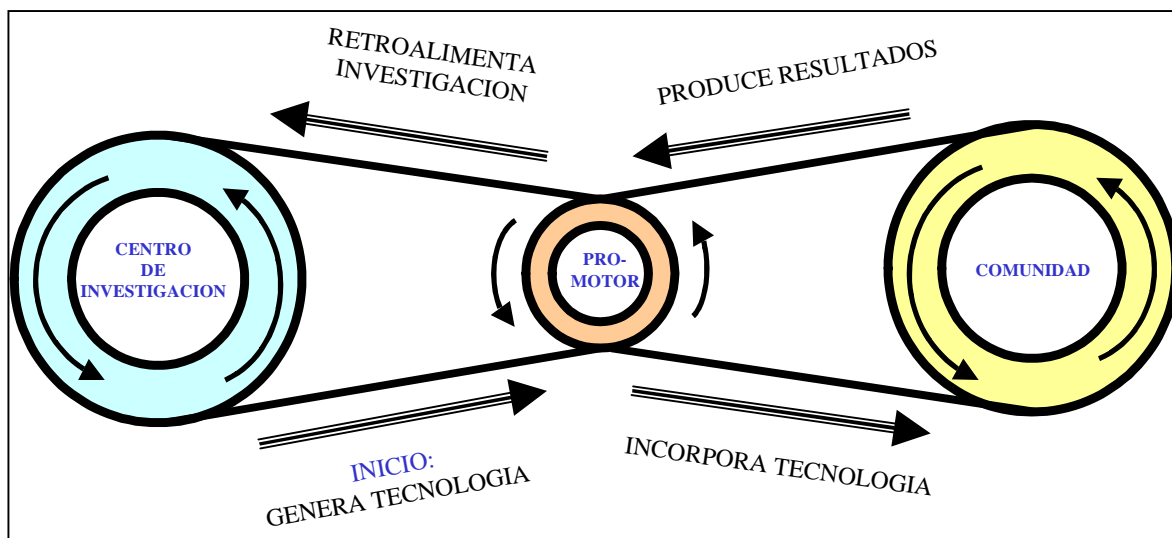 RETROALIMENTA
INVESTIGACION
PRODUCE RESULTADOS
CENTRO
DE
INVESTIGACION
PRO-
MOTOR
COMUNIDAD
INICIO:
GENERA TECNOLOGIA
INCORPORA TECNOLOGIA